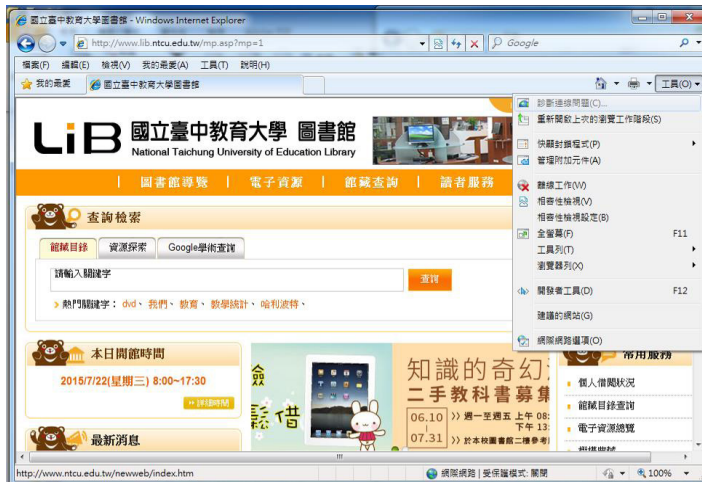 國立臺中教育大學圖書館 - Windows Internet Explorer
http://www.lib.ntcu.edu.tw/mp.asp?mp=1
Google
檔案(F) 編輯(E) 檢視(V) 我的最愛(A) 工具(T) 說明(H)
我的最愛 國立臺中教育大學圖書館
工具(O)
診斷連線問題(C)...
重新開啟上次的瀏覽工作階段(S)
快顯封鎖程式(P)
管理附加元件(A)
離線工作(W)
相容性檢視(V)
相容性檢視設定(B)
全螢幕(F) F11
工具列(T)
瀏覽器列(X)
開發者工具(D) F12
建議的網站(G)
網際網路選項(O)
LiB 國立臺中教育大學 圖書館
National Taichung University of Education Library
圖書館導覽 | 電子資源 | 館藏查詢 | 讀者服務
查詢檢索
館藏目錄 資源探索 Google學術查詢
請輸入關鍵字
查詢
熱門關鍵字： dvd、 我們、 教育、 教學統計、 哈利波特、
本日開館時間
2015/7/22(星期三) 8:00~17:30
詳細時間
最新消息
鬆借
知識的奇幻
二手教科書募集
06.10
07.31
》週一至週五 上午 08:
下午 13:
》於本校圖書館二樓參考
常用服務
個人借閱狀況
館藏目錄查詢
電子資源總覽
http://www.ntcu.edu.tw/newweb/index.htm
網際網路 | 受保護模式: 關閉
100%